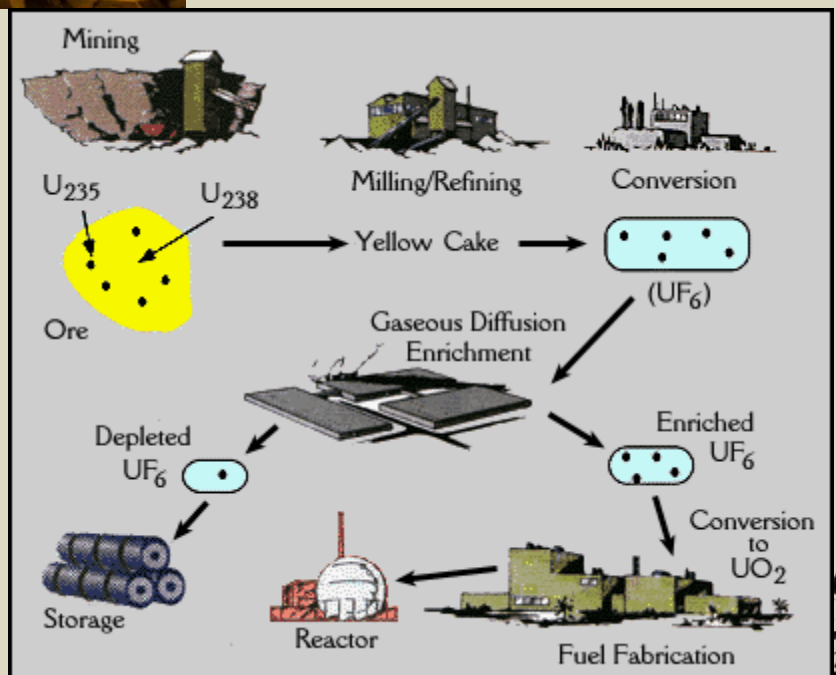 Mining
Milling/Refining
Conversion
U235
U238
Yellow Cake
(UF6)
Ore
Gaseous Diffusion
Enrichment
Depleted
UF6
Enriched
UF6
Conversion
to
UO2
Storage
Reactor
Fuel Fabrication